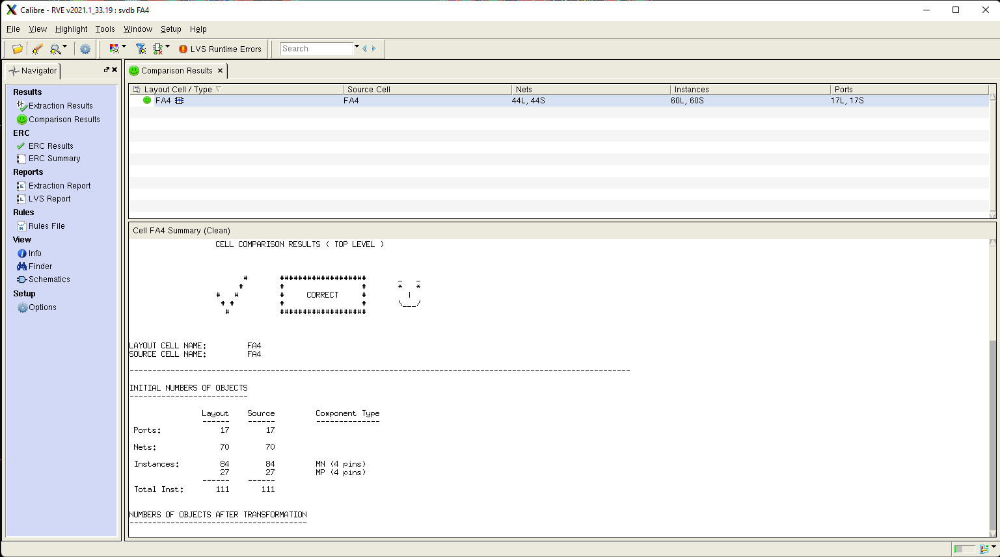 Calibre - RVE v2021.1_33.19 : svdb FA4
File View Highlight Tools Window Setup Help
LVS Runtime Errors
Search
Navigator
Results
Extraction Results
Comparison Results
ERC
ERC Results
ERC Summary
Reports
Extraction Report
LVS Report
Rules
Rules File
View
Info
Finder
Schematics
Setup
Options
Comparison Results
Layout Cell / Type Source Cell Nets Instances Ports
FA4 FA4 44L, 44S 60L, 60S 17L, 17S
Cell FA4 Summary (Clean)
CELL COMPARISON RESULTS ( TOP LEVEL )
# ################### _ _
# # # * *
# # # CORRECT # |
# # # # \___/
# ###################
LAYOUT CELL NAME: FA4
SOURCE CELL NAME: FA4
--------------------------------------------------------------------------------------------------------------
INITIAL NUMBERS OF OBJECTS
--------------------------
Layout Source Component Type
------ ------ --------------
Ports: 17 17
Nets: 70 70
Instances: 84 84 MN (4 pins)
27 27 MP (4 pins)
------ ------
Total Inst: 111 111
NUMBERS OF OBJECTS AFTER TRANSFORMATION
---------------------------------------